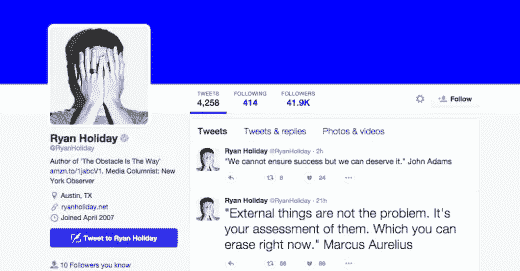 TWEETS FOLLOWING FOLLOWERS
4,258 414 41.9K
Follow
Ryan Holiday
@RyanHoliday
Author of 'The Obstacle Is The Way'
amzn.to/1jabcV1. Media Columnist: New
York Observer
Austin, TX
ryanholiday.net
Joined April 2007
Tweet to Ryan Holiday
10 Followers you know
Tweets Tweets & replies Photos & videos
Ryan Holiday @RyanHoliday · 2h
"We cannot ensure success but we can deserve it." John Adams
8 24
Ryan Holiday @RyanHoliday · 21h
"External things are not the problem. It's
your assessment of them. Which you can
erase right now." Marcus Aurelius